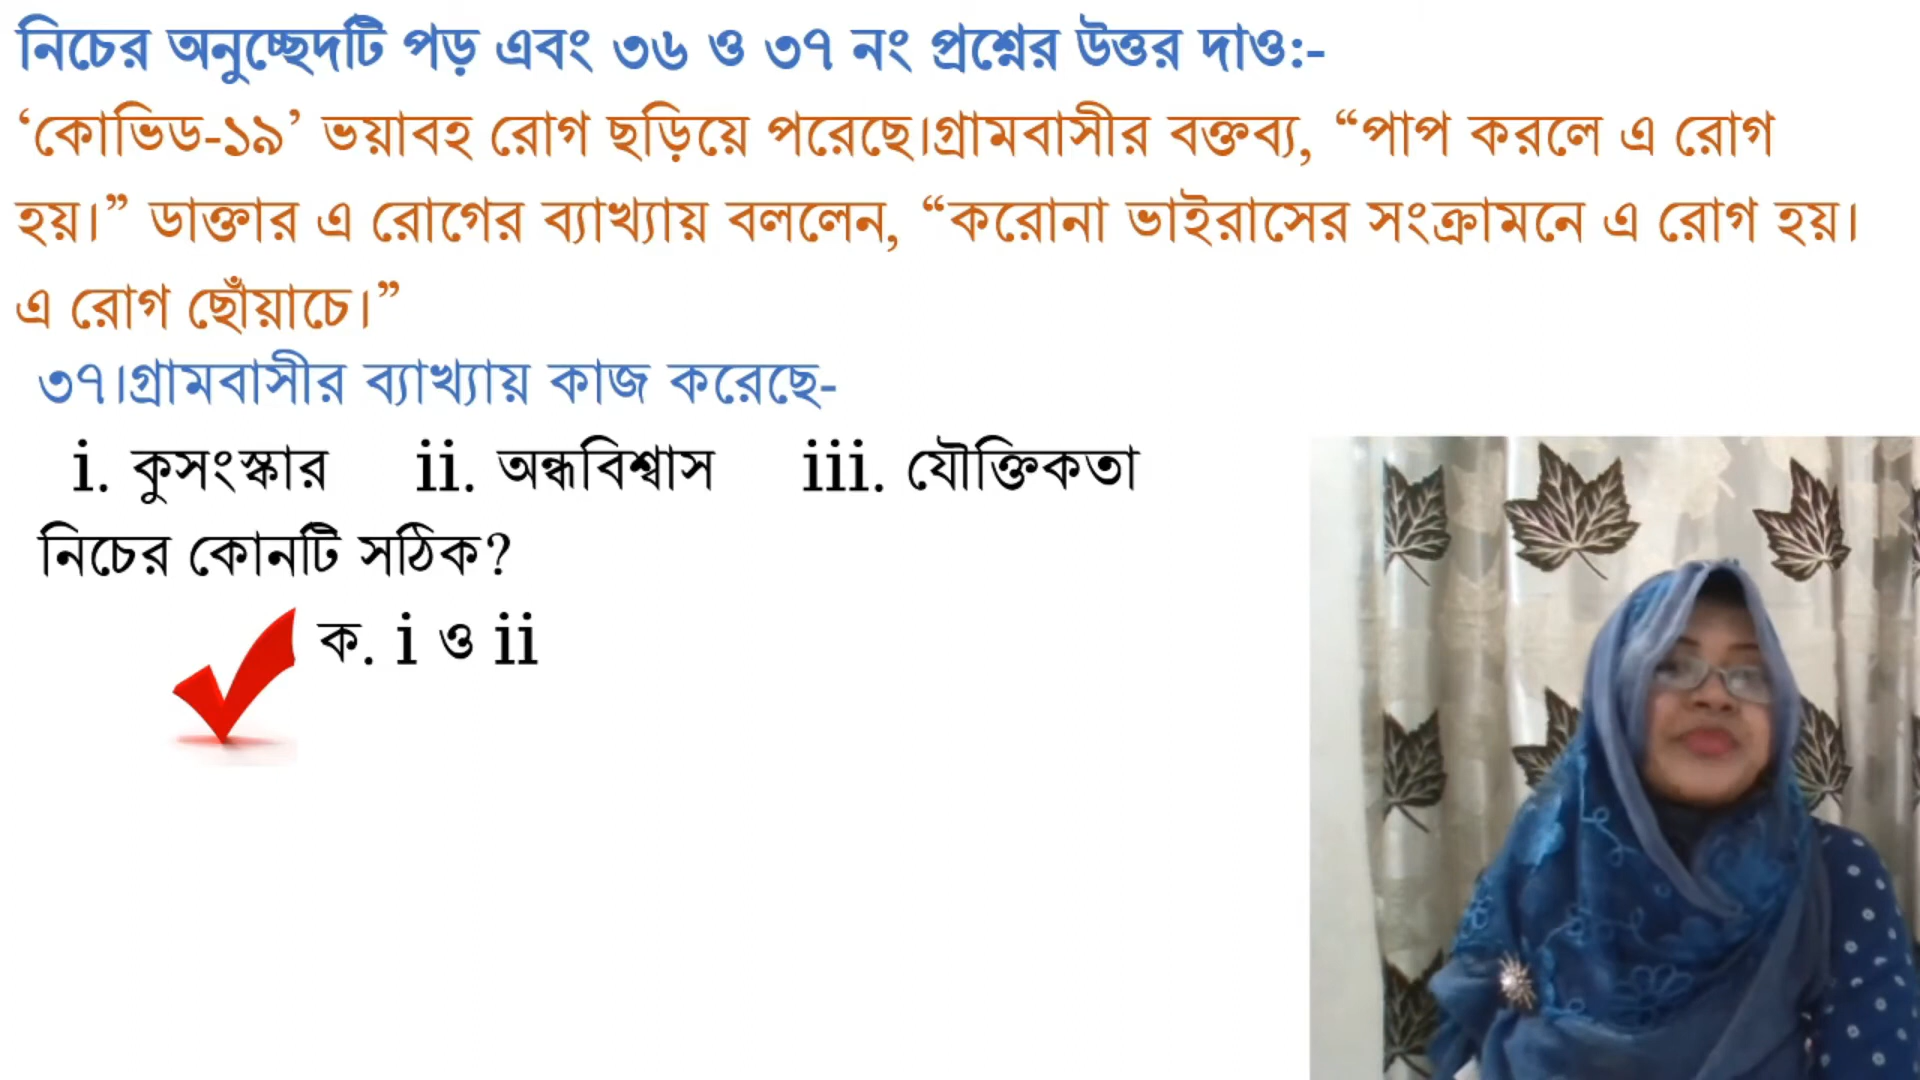 নিচের অনুচ্ছেদটি পড় এবং ৩৬ ও ৩৭ নং প্রশ্নের উত্তর দাও:-
‘কোভিড-১৯’ ভয়াবহ রোগ ছড়িয়ে পরেছে।গ্রামবাসীর বক্তব্য, “পাপ করলে এ রোগ
হয়।” ডাক্তার এ রোগের ব্যাখ্যায় বললেন, “করোনা ভাইরাসের সংক্রামনে এ রোগ হয়।
এ রোগ ছোঁয়াচে।”
৩৭।গ্রামবাসীর ব্যাখ্যায় কাজ করেছে-
i. কুসংস্কার ii. অন্ধবিশ্বাস iii. যৌক্তিকতা
নিচের কোনটি সঠিক?
ক. i ও ii